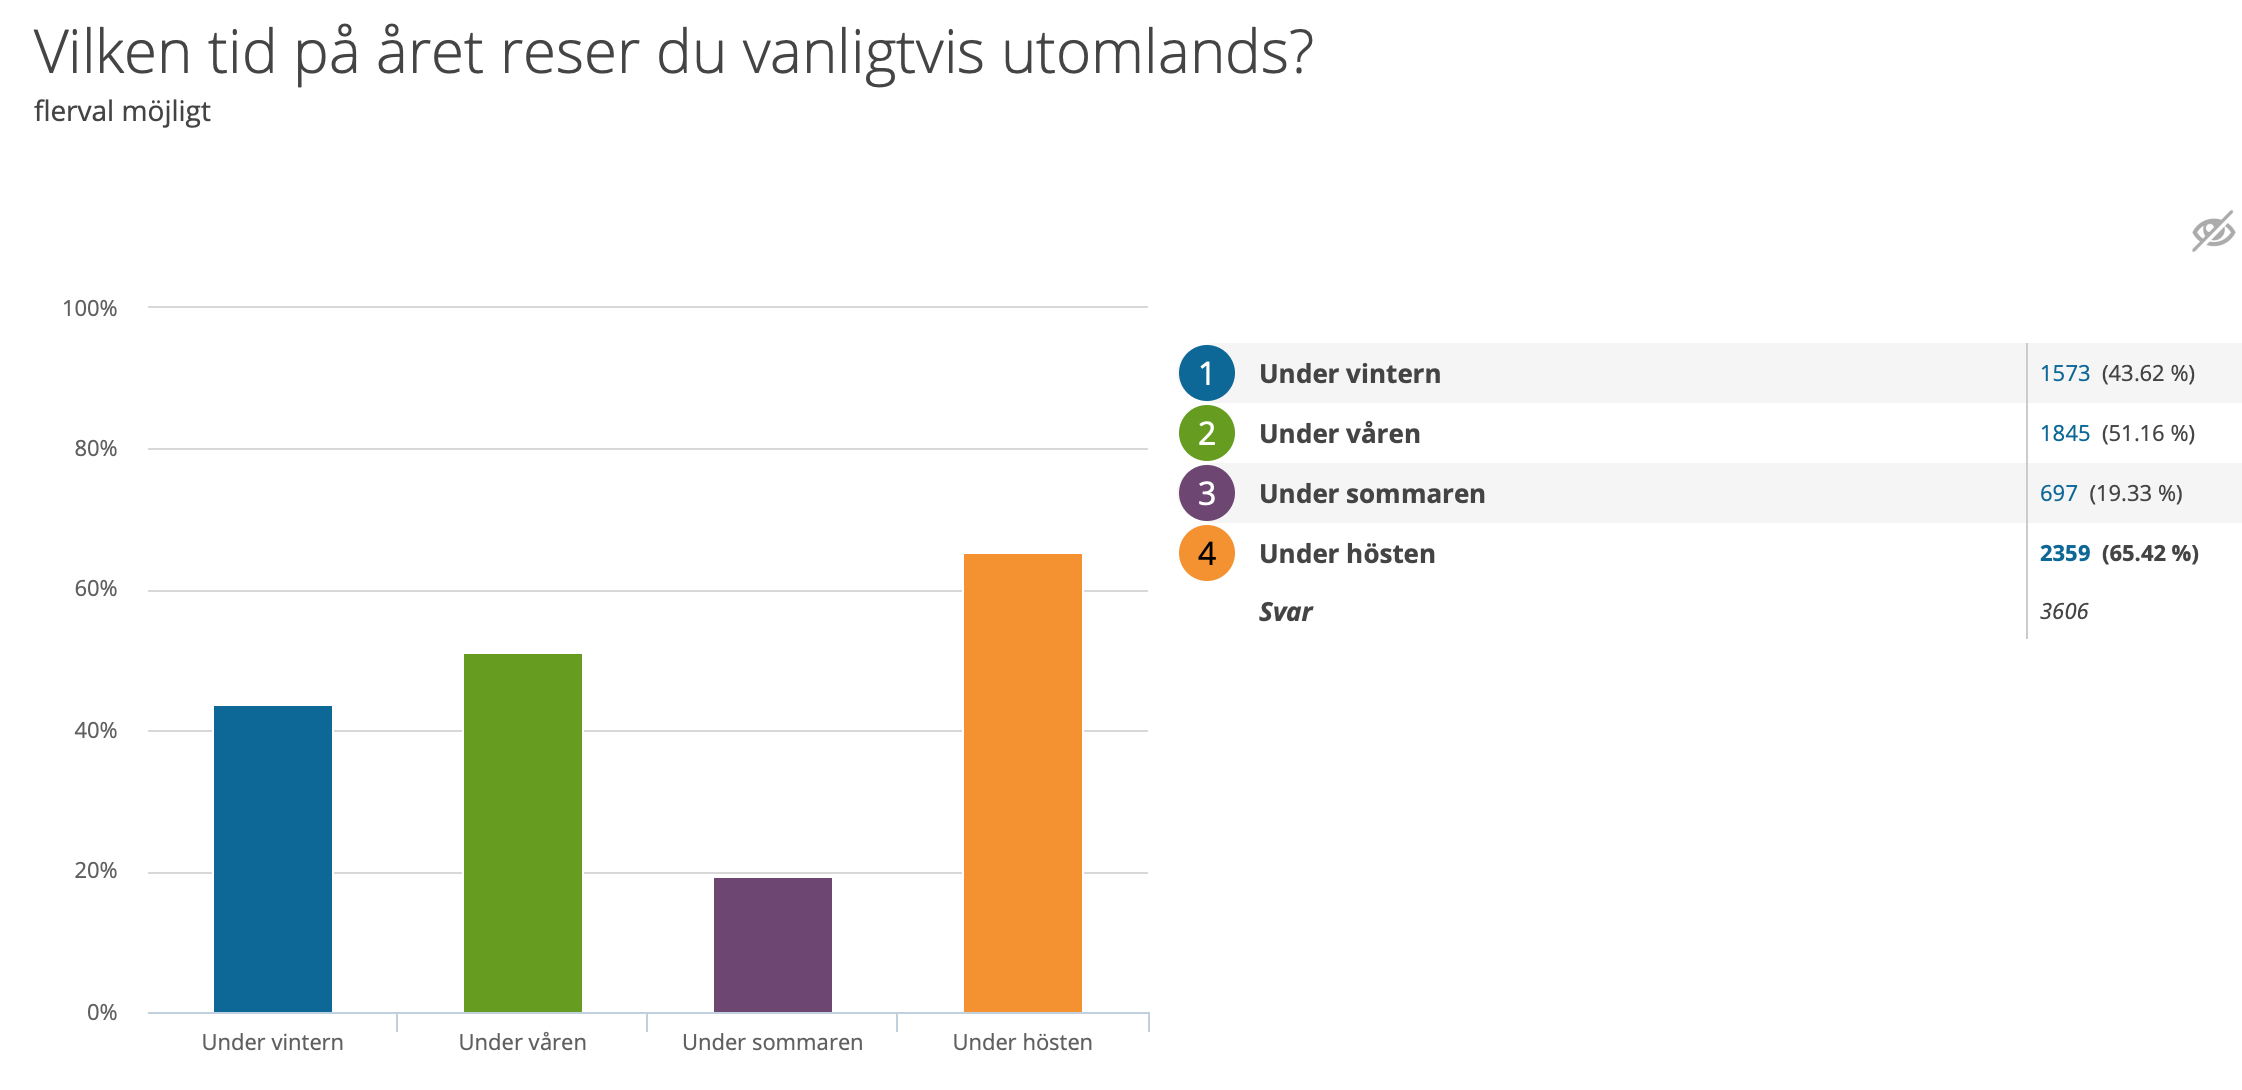 Vilken tid på året reser du vanligtvis utomlands?
flerval möjligt
100%
80%
60%
40%
20%
0%
Under vintern
Under våren
Under sommaren
Under hösten
1 Under vintern 1573 (43.62 %)
2 Under våren 1845 (51.16 %)
3 Under sommaren 697 (19.33 %)
4 Under hösten 2359 (65.42 %)
Svar 3606